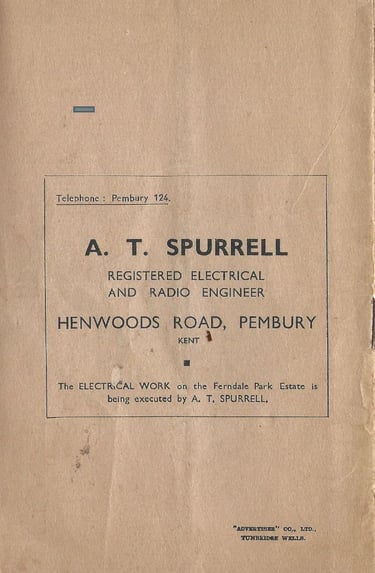 Telephone : Pembury 124.
A. T. SPURRELL
REGISTERED ELECTRICAL
AND RADIO ENGINEER
HENWOODS ROAD, PEMBURY
KENT
The ELECTRICAL WORK on the Ferndale Park Estate is
being executed by A. T. SPURRELL.
"ADVERTISER" CO., LTD.,
TUNBRIDGE WELLS.